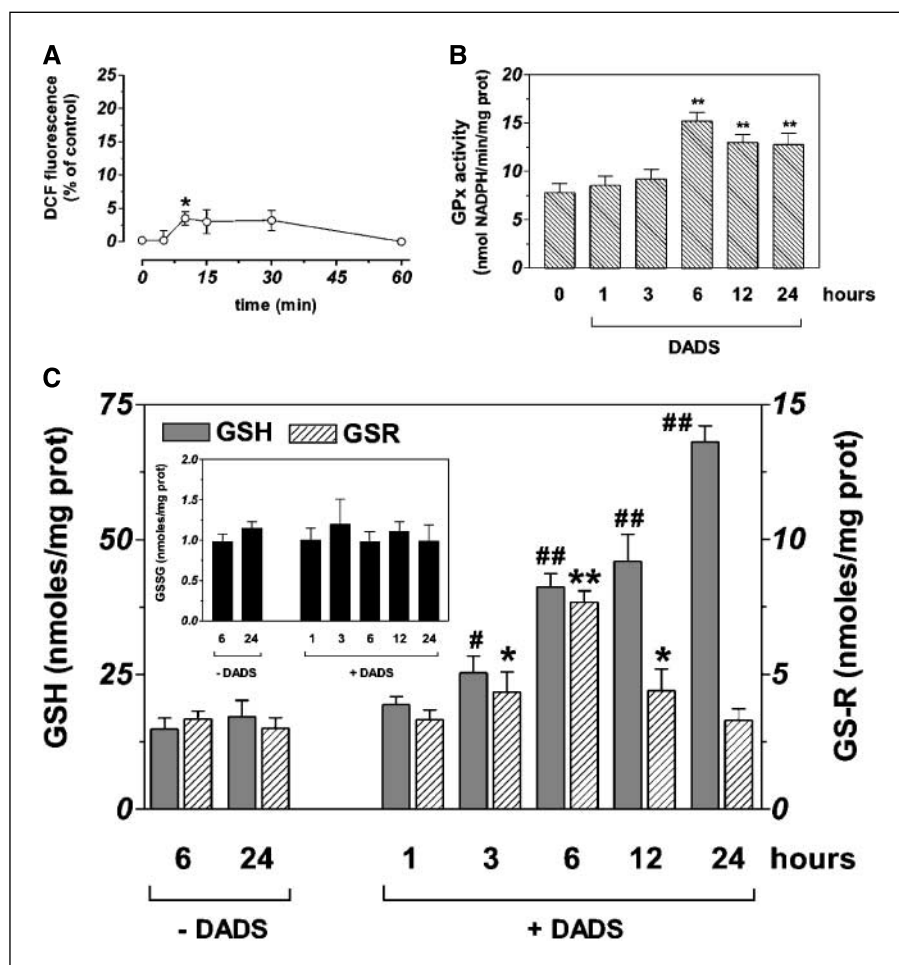 A
DCF fluorescence
(% of control)
25
20
15
10
5
0
*
0 15 30 45 60
time (min)
B
GPx activity
(nmol NADPH/min/mg prot)
20
15
10
5
0
** ** **
0 1 3 6 12 24 hours
DADS
C
GSH (nmoles/mg prot)
75
50
25
0
GSH GSR
GSSG (nmoles/mg prot)
2.0
1.5
1.0
0.5
0.0
6 24 1 3 6 12 24
- DADS + DADS
# * ## ** ## * ##
15
10
5
0
GS-R (nmoles/mg prot)
6 24 1 3 6 12 24 hours
- DADS + DADS